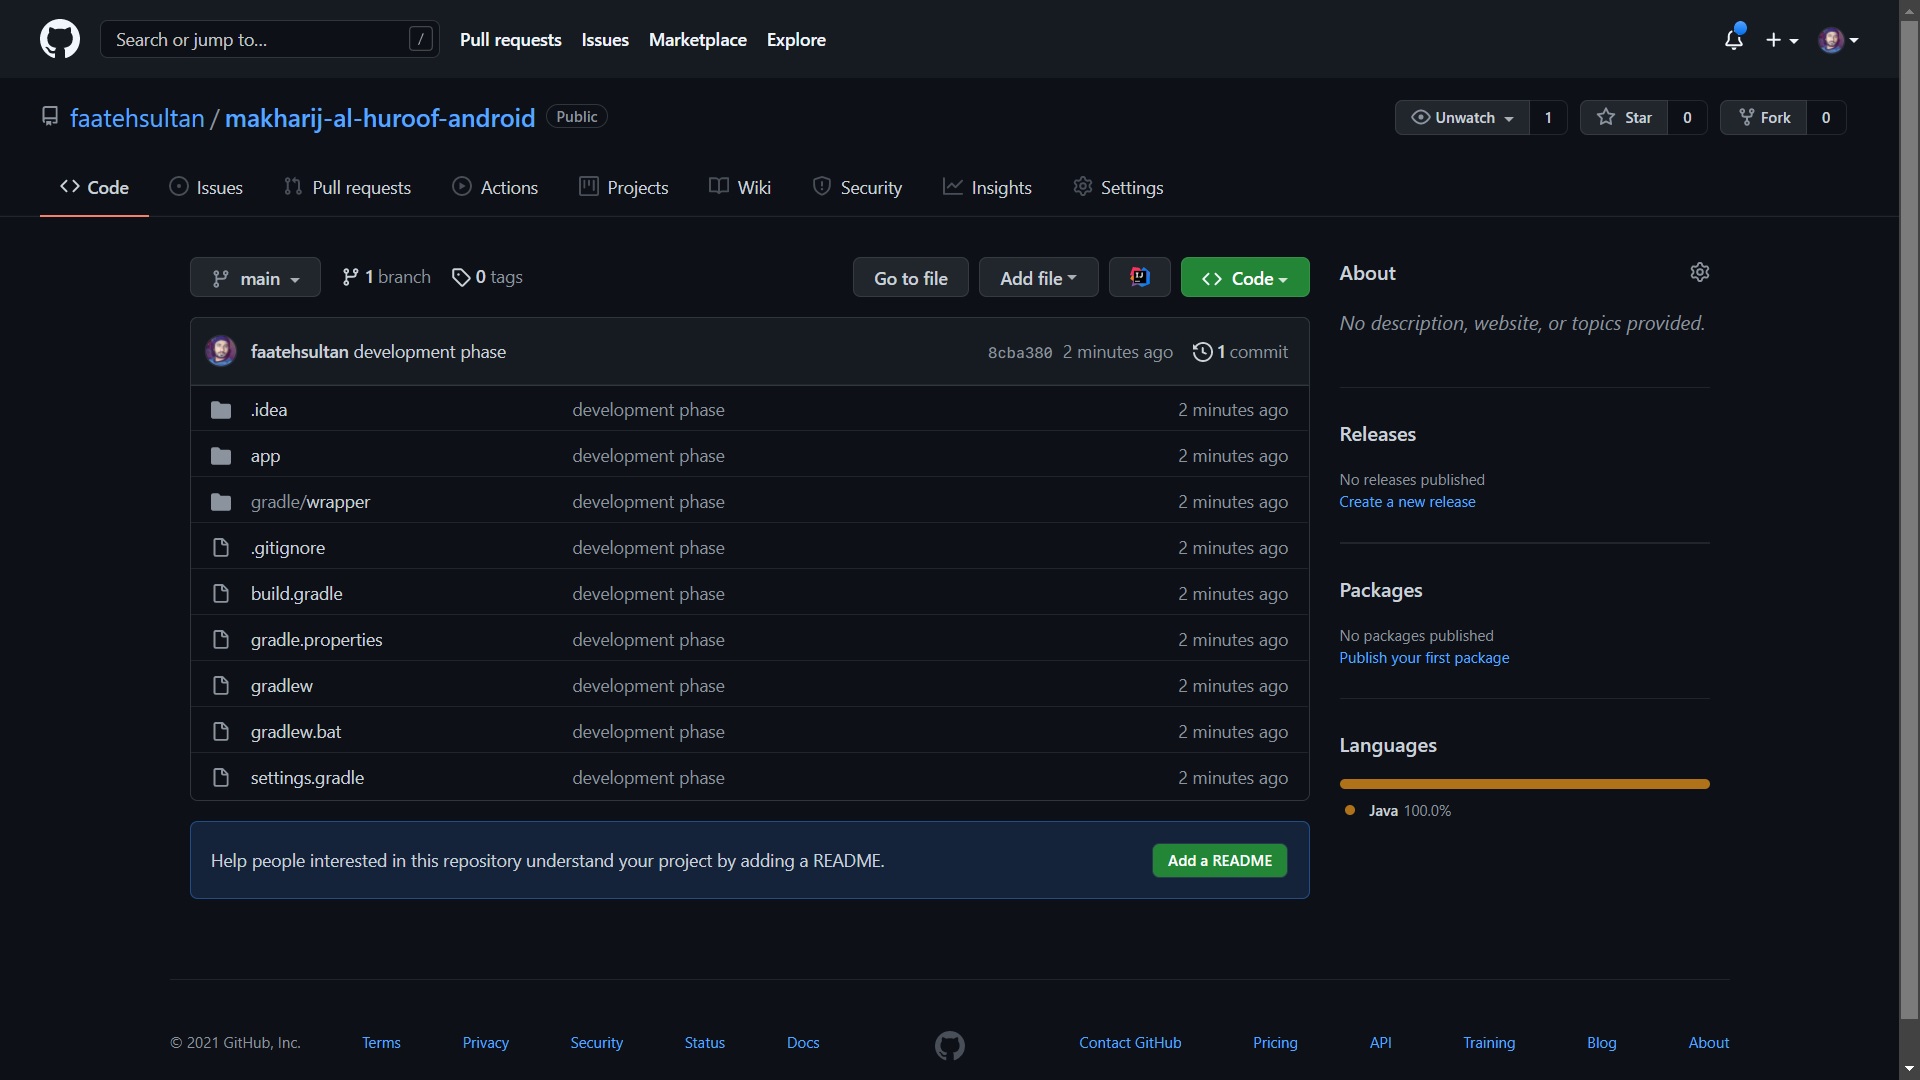 Search or jump to... / Pull requests Issues Marketplace Explore
faatehsultan / makharij-al-huroof-android Public Unwatch 1 Star 0 Fork 0
Code Issues Pull requests Actions Projects Wiki Security Insights Settings
main 1 branch 0 tags Go to file Add file IJ Code
faatehsultan development phase 8cba380 2 minutes ago 1 commit
.idea development phase 2 minutes ago
app development phase 2 minutes ago
gradle/wrapper development phase 2 minutes ago
.gitignore development phase 2 minutes ago
build.gradle development phase 2 minutes ago
gradle.properties development phase 2 minutes ago
gradlew development phase 2 minutes ago
gradlew.bat development phase 2 minutes ago
settings.gradle development phase 2 minutes ago
Help people interested in this repository understand your project by adding a README. Add a README
About
No description, website, or topics provided.
Releases
No releases published
Create a new release
Packages
No packages published
Publish your first package
Languages
Java 100.0%
© 2021 GitHub, Inc. Terms Privacy Security Status Docs Contact GitHub Pricing API Training Blog About